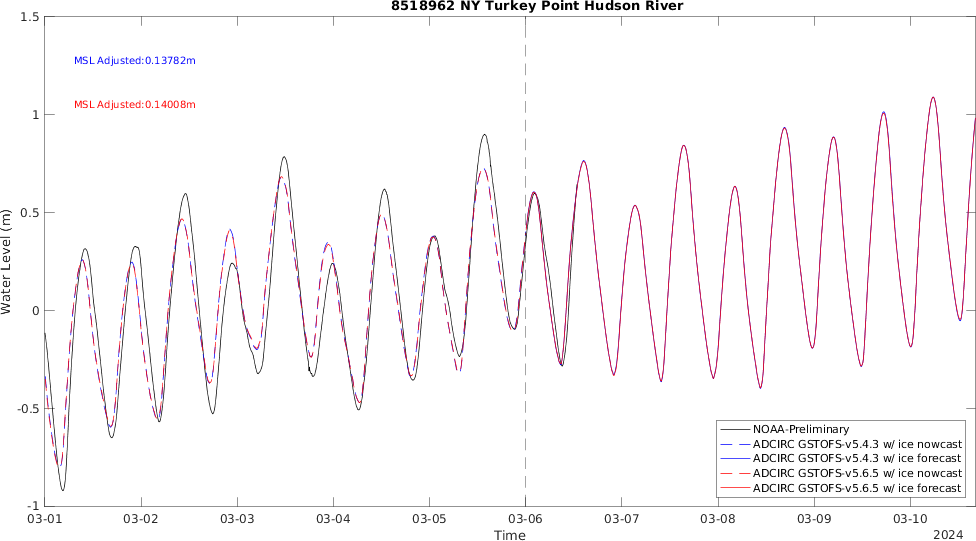 8518962 NY Turkey Point Hudson River
1.5
MSL Adjusted:0.13782m
MSL Adjusted:0.14008m
1
0.5
Water Level (m)
0
-0.5
NOAA-Preliminary
ADCIRC GSTOFS-v5.4.3 w/ ice nowcast
ADCIRC GSTOFS-v5.4.3 w/ ice forecast
ADCIRC GSTOFS-v5.6.5 w/ ice nowcast
ADCIRC GSTOFS-v5.6.5 w/ ice forecast
-1
03-01 03-02 03-03 03-04 03-05 03-06 03-07 03-08 03-09 03-10
Time
2024